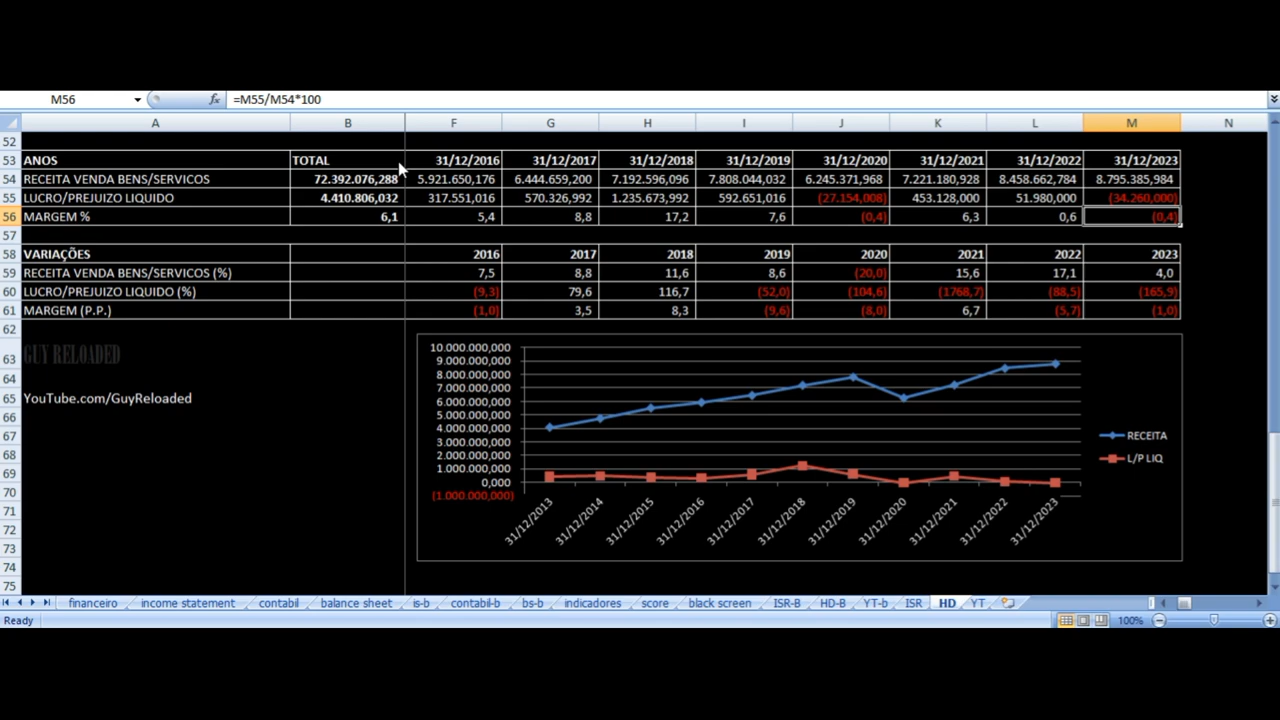 M56 fx =M55/M54*100
A B F G H I J K L M N
52
53 ANOS TOTAL 31/12/2016 31/12/2017 31/12/2018 31/12/2019 31/12/2020 31/12/2021 31/12/2022 31/12/2023
54 RECEITA VENDA BENS/SERVICOS 72.392.076,288 5.921.650,176 6.444.659,200 7.192.596,096 7.808.044,032 6.245.371,968 7.221.180,928 8.458.662,784 8.795.385,984
55 LUCRO/PREJUIZO LIQUIDO 4.410.806,032 317.551,016 570.326,992 1.235.673,992 592.651,016 (27.154,008) 453.128,000 51.980,000 (34.260,000)
56 MARGEM % 6,1 5,4 8,8 17,2 7,6 (0,4) 6,3 0,6 (0,4)
57
58 VARIAÇÕES 2016 2017 2018 2019 2020 2021 2022 2023
59 RECEITA VENDA BENS/SERVICOS (%) 7,5 8,8 11,6 8,6 (20,0) 15,6 17,1 4,0
60 LUCRO/PREJUIZO LIQUIDO (%) (9,3) 79,6 116,7 (52,0) (104,6) (1768,7) (88,5) (165,9)
61 MARGEM (P.P.) (1,0) 3,5 8,3 (9,6) (8,0) 6,7 (5,7) (1,0)
62
63 GUY RELOADED
64
65 YouTube.com/GuyReloaded
66
67
68
69
70
71
72
73
74
75
10.000.000,000
9.000.000,000
8.000.000,000
7.000.000,000
6.000.000,000
5.000.000,000
4.000.000,000
3.000.000,000
2.000.000,000
1.000.000,000
0,000
(1.000.000,000)
31/12/2013 31/12/2014 31/12/2015 31/12/2016 31/12/2017 31/12/2018 31/12/2019 31/12/2020 31/12/2021 31/12/2022 31/12/2023
RECEITA
L/P LIQ
financeiro income statement contabil balance sheet is-b contabil-b bs-b indicadores score black screen ISR-B HD-B YT-b ISR HD YT
Ready 100%